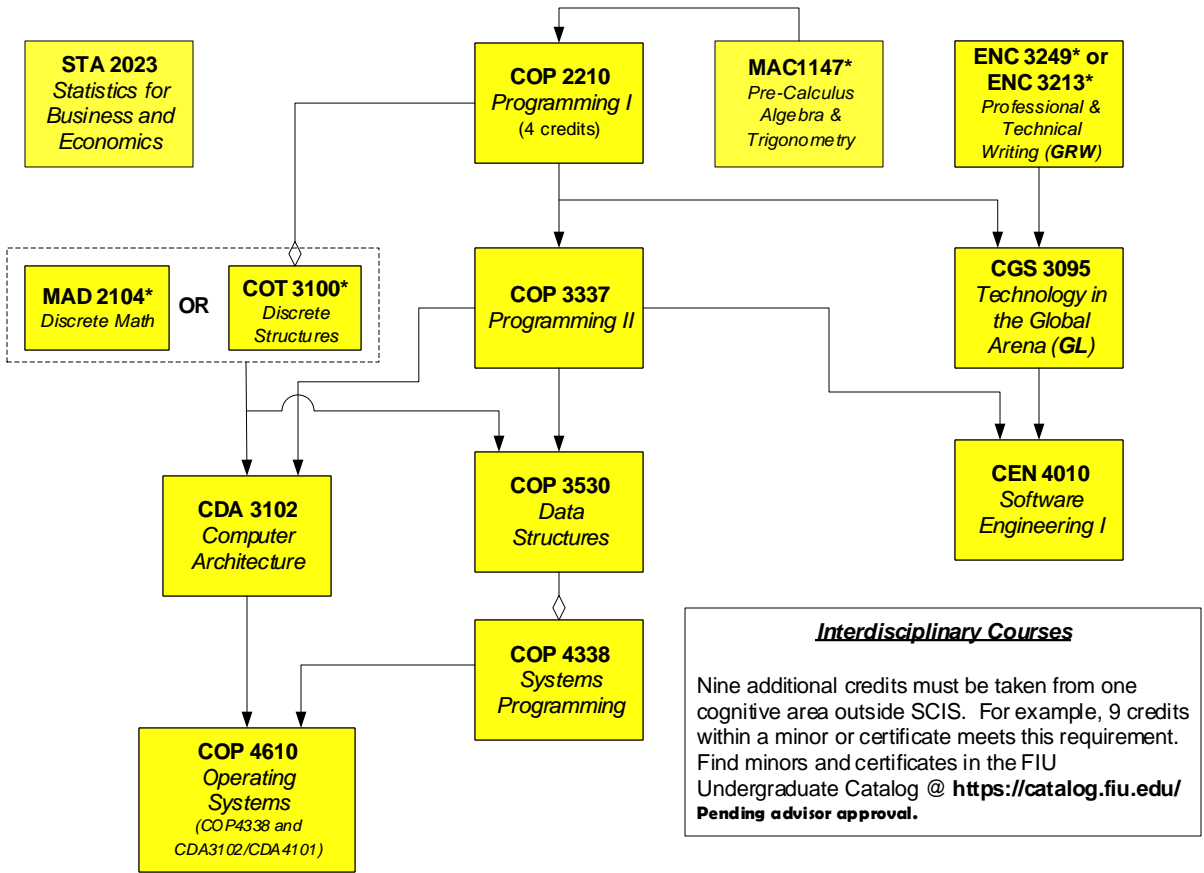 STA 2023
Statistics for
Business and
Economics
COP 2210
Programming I
(4 credits)
MAC1147*
Pre-Calculus
Algebra &
Trigonometry
ENC 3249* or
ENC 3213*
Professional &
Technical
Writing (GRW)
MAD 2104*
Discrete Math
OR
COT 3100*
Discrete
Structures
COP 3337
Programming II
CGS 3095
Technology in
the Global
Arena (GL)
CDA 3102
Computer
Architecture
COP 3530
Data
Structures
CEN 4010
Software
Engineering I
COP 4338
Systems
Programming
COP 4610
Operating
Systems
(COP4338 and
CDA3102/CDA4101)
Interdisciplinary Courses
Nine additional credits must be taken from one
cognitive area outside SCIS.  For example, 9 credits
within a minor or certificate meets this requirement.
Find minors and certificates in the FIU
Undergraduate Catalog @ https://catalog.fiu.edu/
Pending advisor approval.